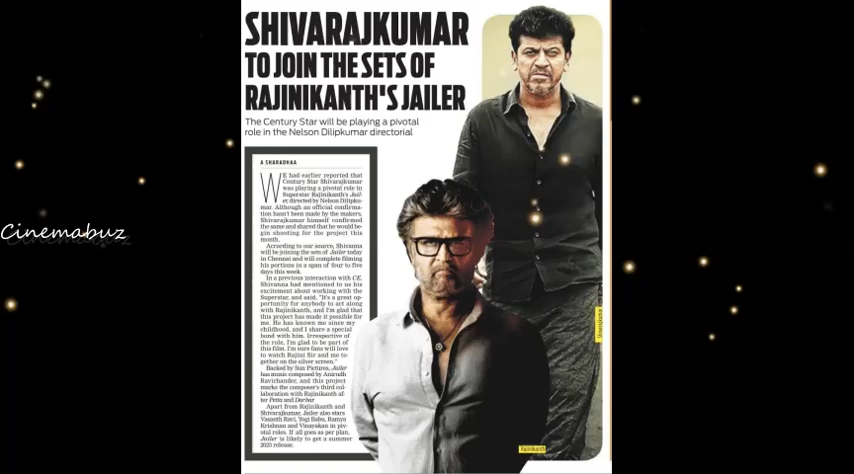 SHIVARAJKUMAR
TO JOIN THE SETS OF
RAJINIKANTH'S JAILER
The Century Star will be playing a pivotal
role in the Nelson Dilipkumar directorial
A SHARADHAA
WE had earlier reported that
Century Star Shivarajkumar
was playing a pivotal role in
Superstar Rajinikanth's Jail-
er, directed by Nelson Dilipku-
mar. Although an official confirma-
tion hasn't been made by the makers,
Shivarajkumar himself confirmed
the same and shared that he would be-
gin shooting for the project this
month.
According to our source, Shivanna
will be joining the sets of Jailer today
in Chennai and will complete filming
his portions in a span of four to five
days this week.
In a previous interaction with CE,
Shivanna had mentioned to us his
excitement about working with the
Superstar, and said, "It's a great op-
portunity for anybody to act along
with Rajinikanth, and I'm glad that
this project has made it possible for
me. He has known me since my
childhood, and I share a special
bond with him. Irrespective of
the role, I'm glad to be part of
this film. I'm sure fans will love
to watch Rajini Sir and me to-
gether on the silver screen."
Backed by Sun Pictures, Jailer
has music composed by Anirudh
Ravichander, and this project
marks the composer's third col-
laboration with Rajinikanth af-
ter Petta and Darbar.
Apart from Rajinikanth and
Shivarajkumar, Jailer also stars
Vasanth Ravi, Yogi Babu, Ramya
Krishnan and Vinayakan in piv-
otal roles. If all goes as per plan,
Jailer is likely to get a summer
2023 release.
Cinemabuz
Shivarajkumar
Rajinikanth